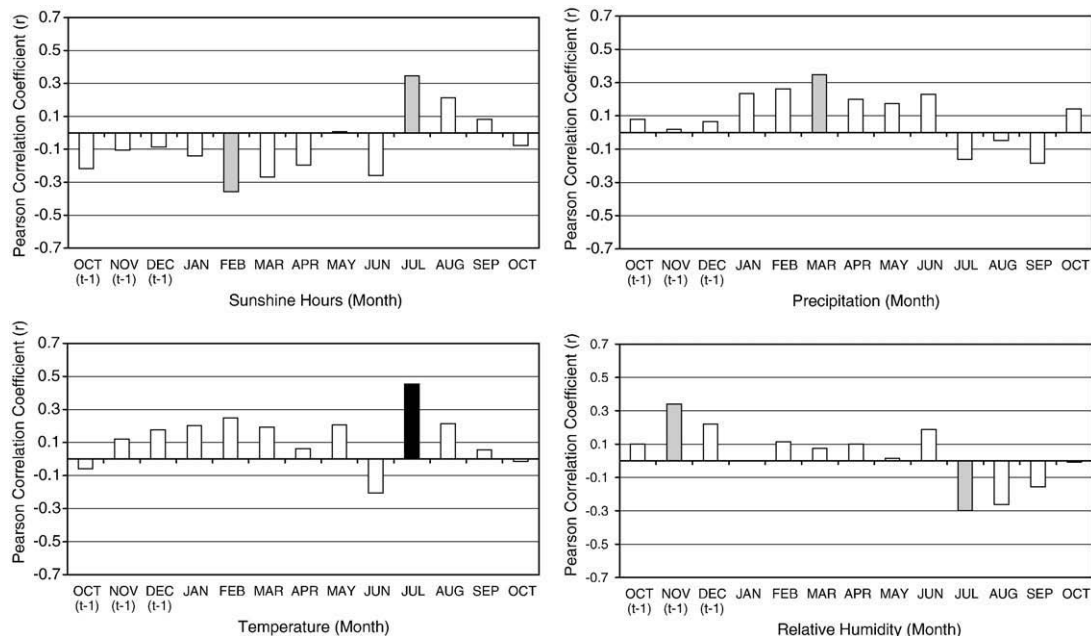 Pearson Correlation Coefficient (r)
0.7
0.5
0.3
0.1
-0.1
-0.3
-0.5
-0.7
OCT NOV DEC JAN FEB MAR APR MAY JUN JUL AUG SEP OCT
(t-1) (t-1) (t-1)
Sunshine Hours (Month)
Pearson Correlation Coefficient (r)
0.7
0.5
0.3
0.1
-0.1
-0.3
-0.5
-0.7
OCT NOV DEC JAN FEB MAR APR MAY JUN JUL AUG SEP OCT
(t-1) (t-1) (t-1)
Precipitation (Month)
Pearson Correlation Coefficient (r)
0.7
0.5
0.3
0.1
-0.1
-0.3
-0.5
-0.7
OCT NOV DEC JAN FEB MAR APR MAY JUN JUL AUG SEP OCT
(t-1) (t-1) (t-1)
Temperature (Month)
Pearson Correlation Coefficient (r)
0.7
0.5
0.3
0.1
-0.1
-0.3
-0.5
-0.7
OCT NOV DEC JAN FEB MAR APR MAY JUN JUL AUG SEP OCT
(t-1) (t-1) (t-1)
Relative Humidity (Month)